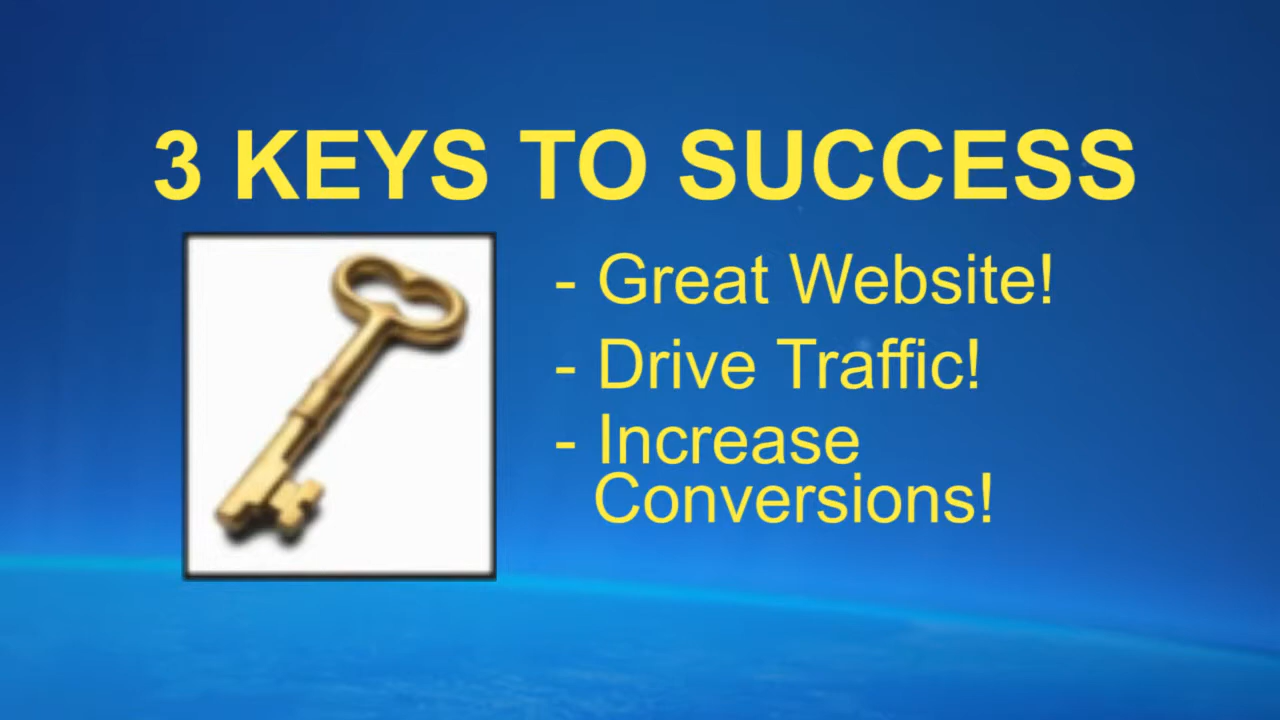 3 KEYS TO SUCCESS
- Great Website!
- Drive Traffic!
- Increase
Conversions!